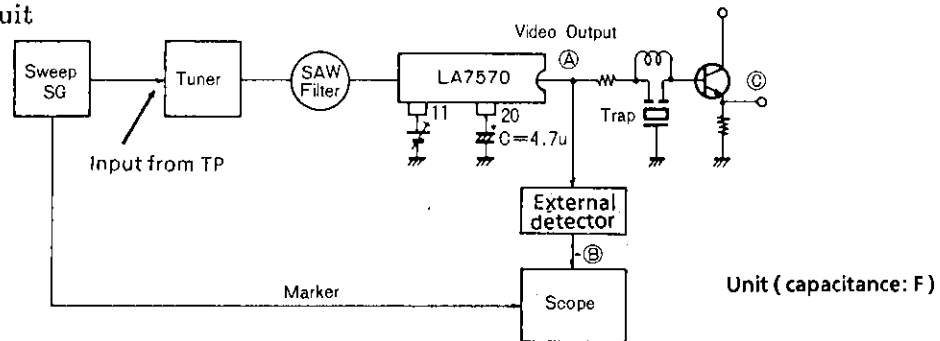 uit
Video Output
Sweep
SG
Tuner
SAW
Filter
LA7570
Ⓐ
Ⓒ
11
20
C=4.7u
Trap
Input from TP
External
detector
Ⓑ
Marker
Scope
Unit ( capacitance: F )